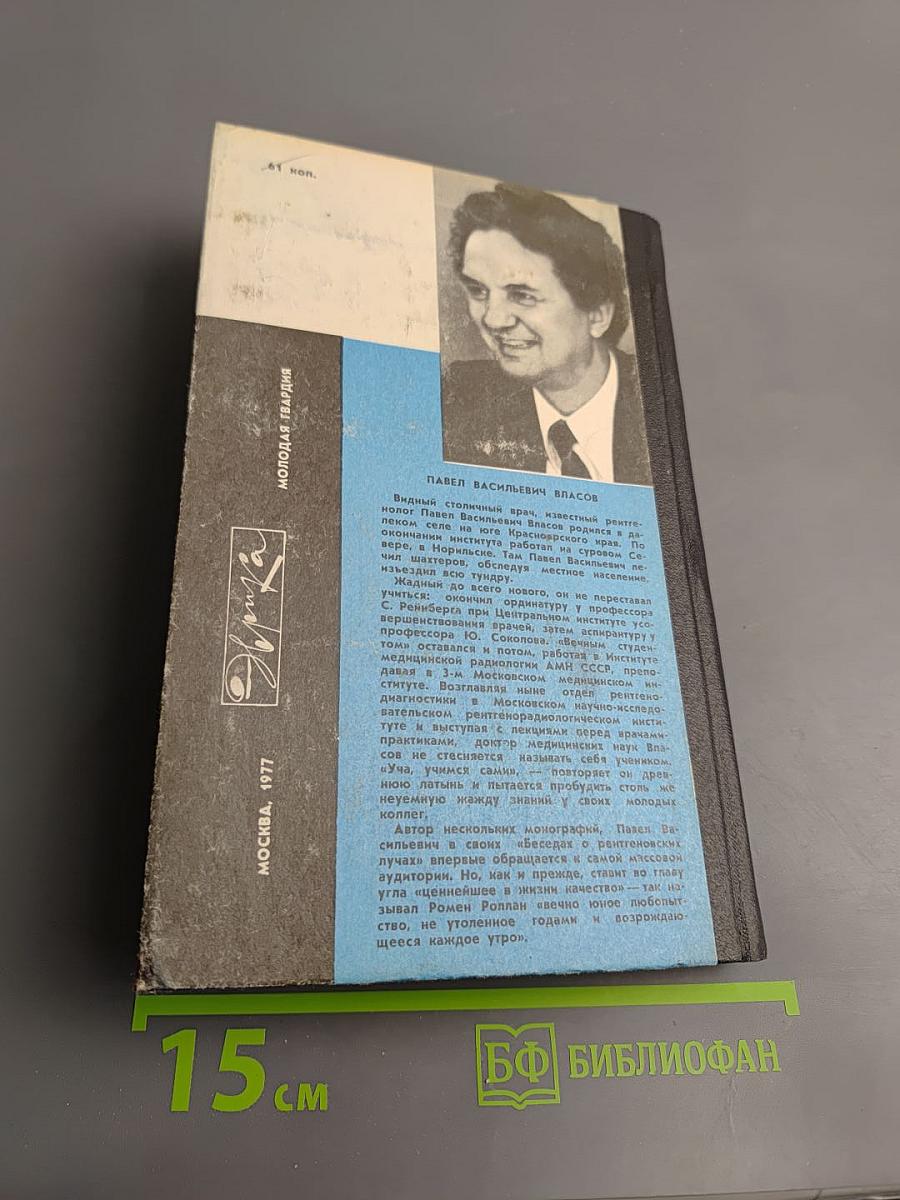 61 коп.
МОЛОДАЯ ГВАРДИЯ
Эврика
МОСКВА, 1977
ПАВЕЛ ВАСИЛЬЕВИЧ ВЛАСОВ
Видный столичный врач, известный рентге-
нолог Павел Васильевич Власов родился в да-
леком селе на юге Красноярского края. По
окончании института работал на суровом Се-
вере, в Норильске. Там Павел Васильевич ле-
чил шахтеров, обследуя местное население,
изъездил всю тундру.
Жадный до всего нового, он не переставал
учиться: окончил ординатуру у профессора
С. Рейнберга при Центральном институте усо-
вершенствования врачей, затем аспирантуру у
профессора Ю. Соколова. «Вечным студен-
том» оставался и потом, работая в Институте
медицинской радиологии АМН СССР, препо-
давая в 3-м Московском медицинском ин-
ституте. Возглавляя ныне отдел рентгено-
диагностики в Московском научно-исследо-
вательском рентгенорадиологическом инсти-
туте и выступая с лекциями перед врачами-
практиками, доктор медицинских наук Вла-
сов не стесняется называть себя учеником.
«Уча, учимся сами», — повторяет он древ-
нюю латынь и пытается пробудить столь же
неуемную жажду знаний у своих молодых
коллег.
Автор нескольких монографий, Павел Ва-
сильевич в своих «Беседах о рентгеновских
лучах» впервые обращается к самой массовой
аудитории. Но, как и прежде, ставит во главу
угла «ценнейшее в жизни качество» — так на-
зывал Ромен Роллан «вечно юное любопыт-
ство, не утоленное годами и возрождаю-
щееся каждое утро».
15 см
БФ БИБЛИОФАН